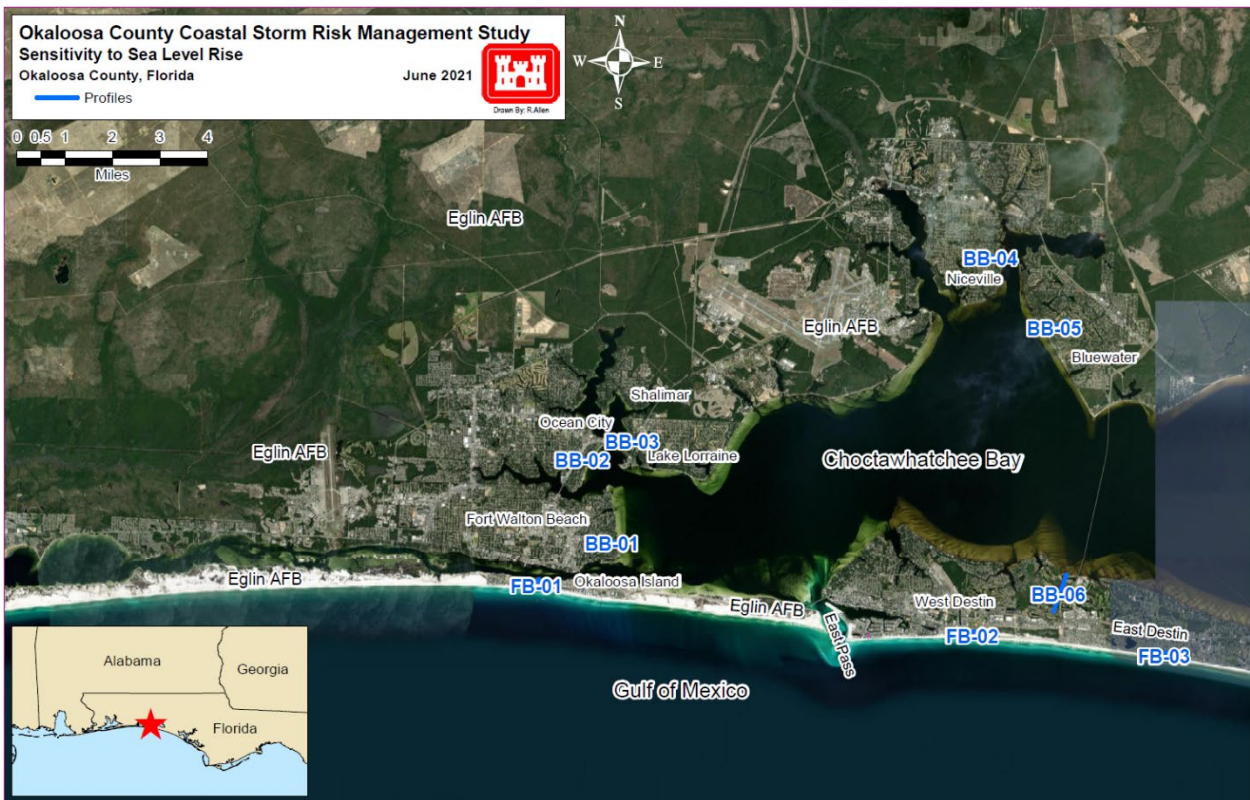 Okaloosa County Coastal Storm Risk Management Study
Sensitivity to Sea Level Rise
Okaloosa County, Florida June 2021
Profiles
Drawn By: R.Allen
N
W E
S
0 0.5 1 2 3 4
Miles
Eglin AFB
BB-04
Niceville
Eglin AFB
BB-05
Bluewater
Shalimar
Ocean City
BB-03
Eglin AFB
BB-02
Lake Lorraine
Choctawhatchee Bay
Fort Walton Beach
BB-01
Eglin AFB
FB-01
Okaloosa Island
Eglin AFB
West Destin
BB-06
East Pass
FB-02
East Destin
FB-03
Gulf of Mexico
Alabama
Georgia
Florida